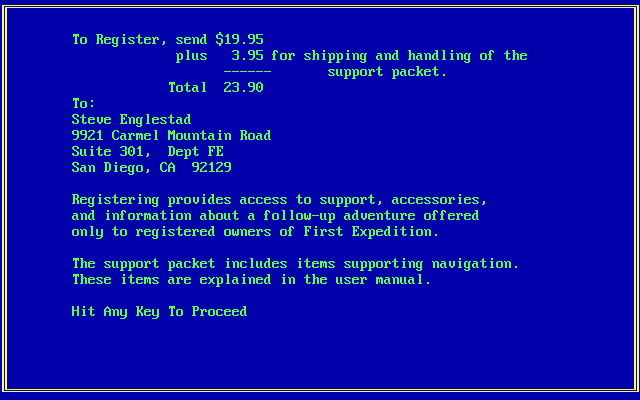 To Register, send $19.95
plus 3.95 for shipping and handling of the
------ support packet.
Total 23.90
To:
Steve Englestad
9921 Carmel Mountain Road
Suite 301, Dept FE
San Diego, CA 92129
Registering provides access to support, accessories,
and information about a follow-up adventure offered
only to registered owners of First Expedition.
The support packet includes items supporting navigation.
These items are explained in the user manual.
Hit Any Key To Proceed